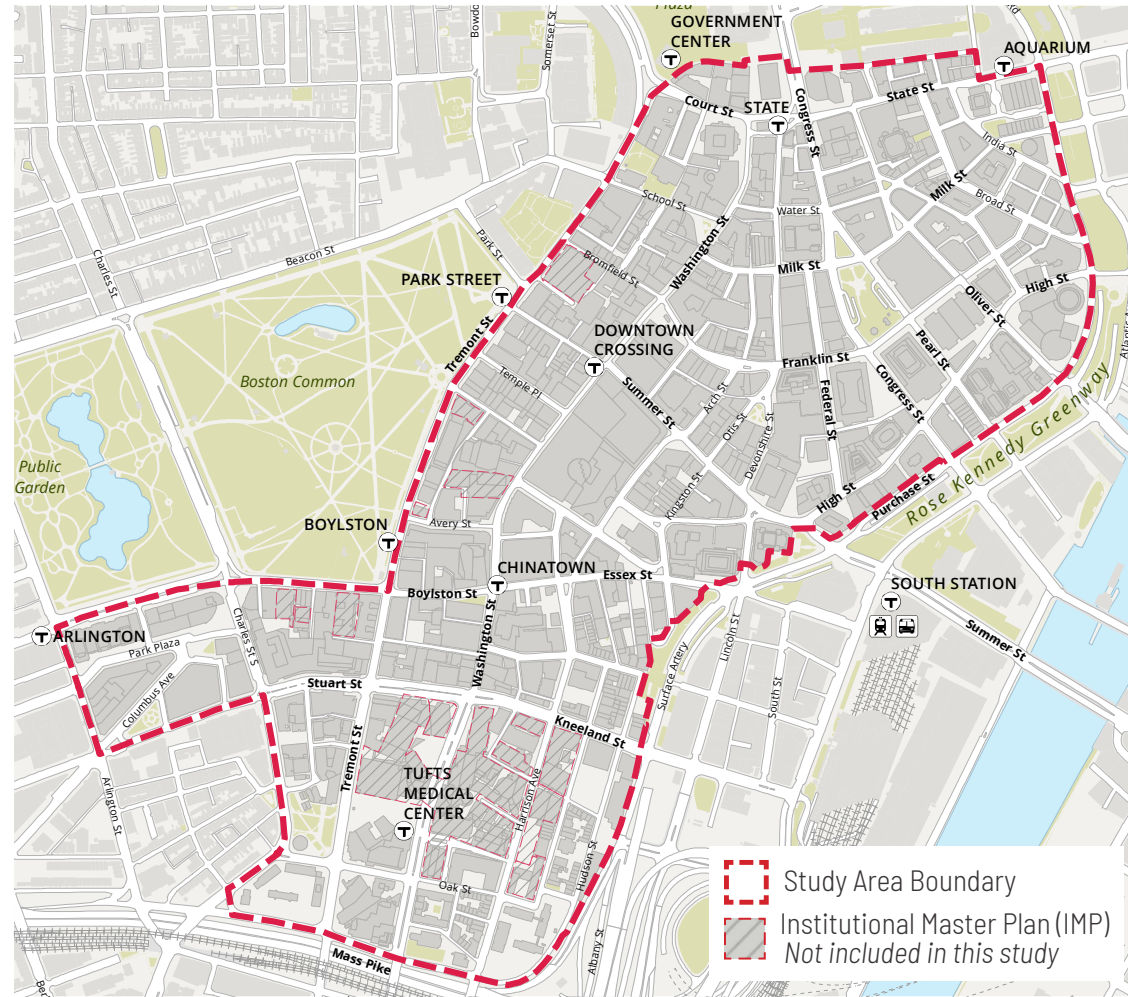 Plaza
GOVERNMENT
CENTER
Bowdo
Somerset St
AQUARIUM
Court St
STATE
State St
Congress St
India St
Milk St
Broad St
School St
Water St
Washington St
Charles St
Beacon St
Park St
Bromfield St
Milk St
PARK STREET
High St
Oliver St
Atlantic Av
Tremont St
DOWNTOWN
CROSSING
Franklin St
Pearl St
Boston Common
Temple Pl
Summer St
Arch St
Federal St
Congress St
Otis St
Devonshire St
Public
Garden
Kingston St
High St
Purchase St
Rose Kennedy Greenway
Avery St
BOYLSTON
CHINATOWN
Essex St
Boylston St
SOUTH STATION
T ARLINGTON
Charles St S
Park Plaza
Washington St
Lincoln St
Summer St
Columbus Ave
Surface Artery
South St
Stuart St
Kneeland St
Tremont St
TUFTS
MEDICAL
CENTER
Harrison Ave
Arlington St
Hudson St
Oak St
Albany St
Mass Pike
Study Area Boundary
Institutional Master Plan (IMP)
Not included in this study